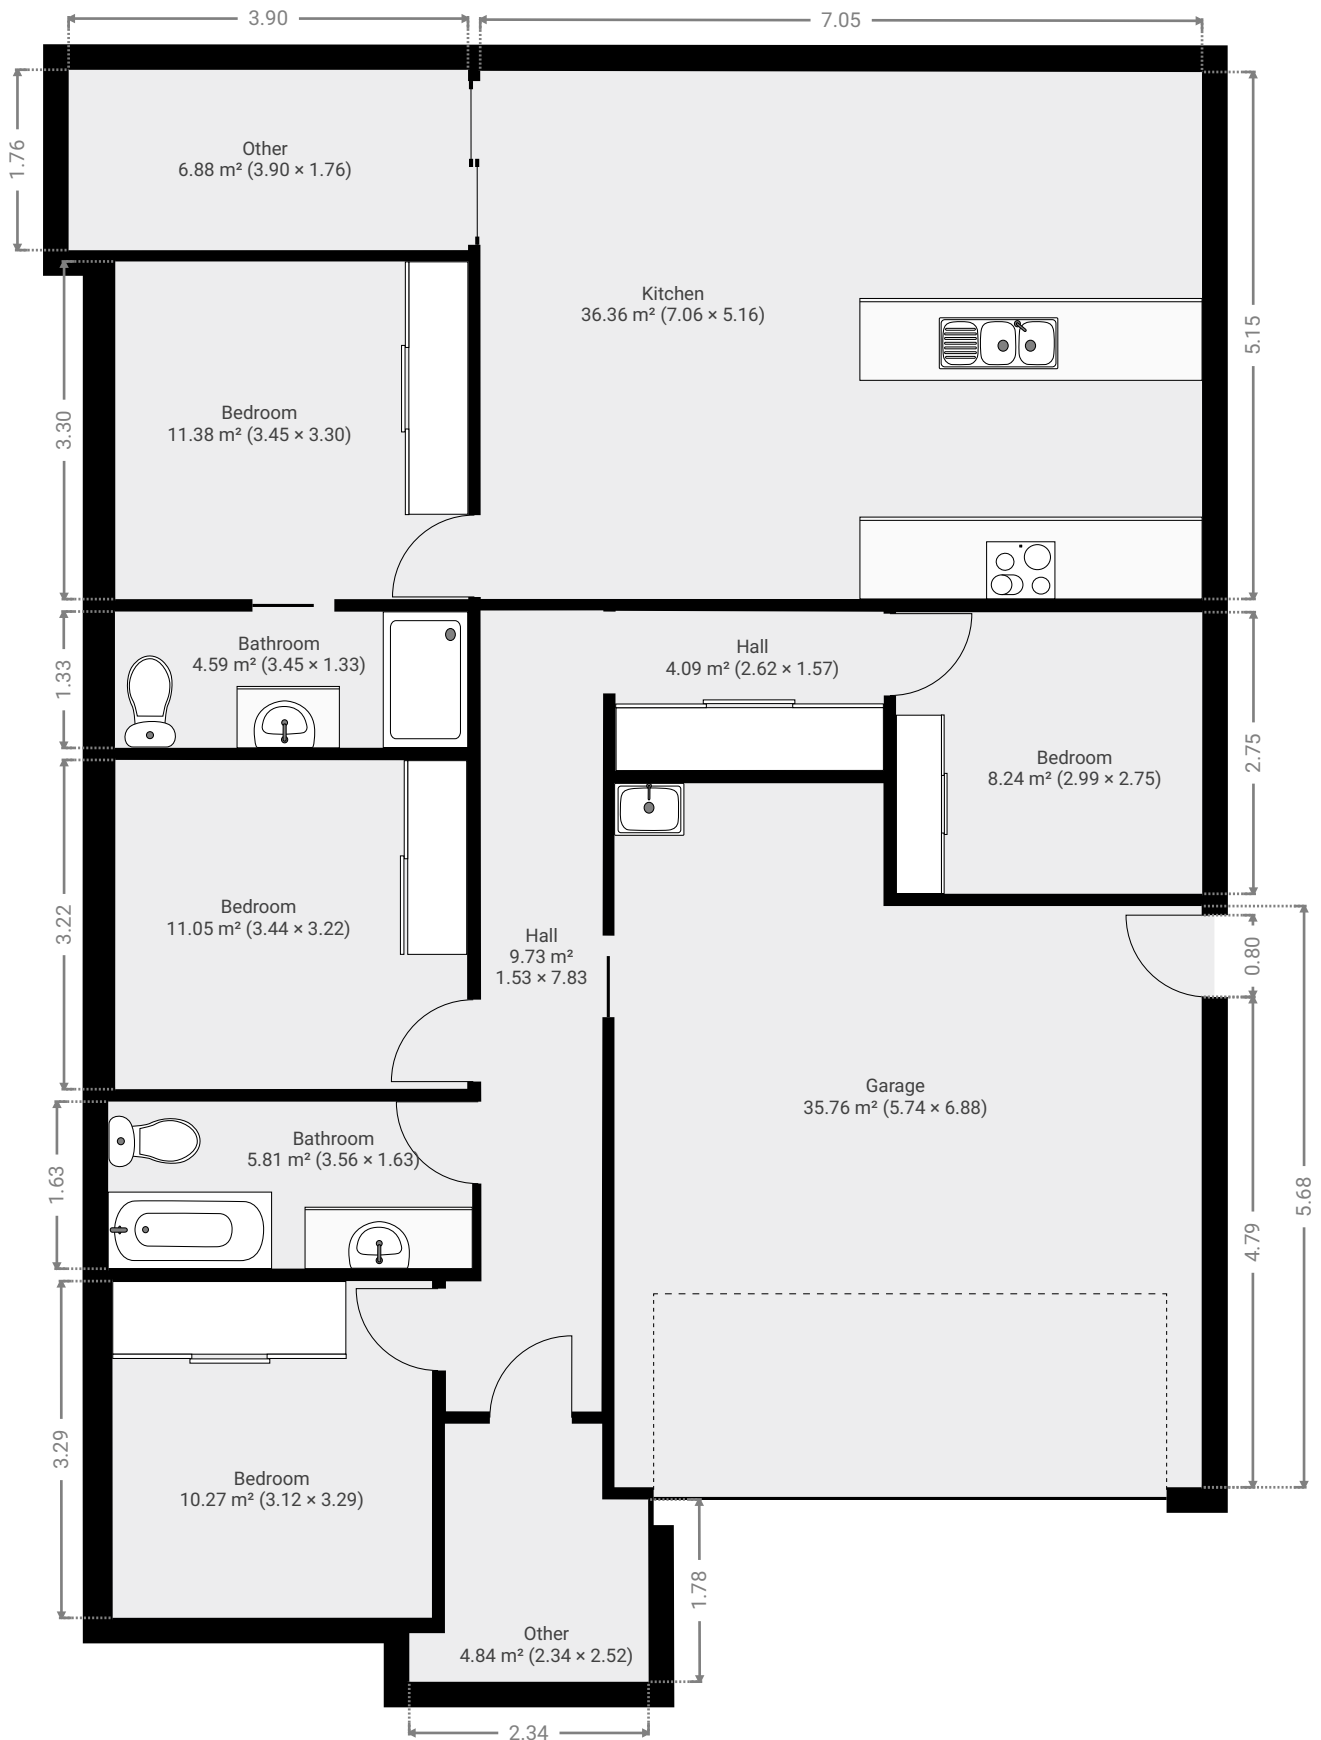 3.90
7.05
1.76
Other
6.88 m² (3.90 × 1.76)
Kitchen
36.36 m² (7.06 × 5.16)
5.15
3.30
Bedroom
11.38 m² (3.45 × 3.30)
1.33
Bathroom
4.59 m² (3.45 × 1.33)
Hall
4.09 m² (2.62 × 1.57)
2.75
Bedroom
8.24 m² (2.99 × 2.75)
3.22
Bedroom
11.05 m² (3.44 × 3.22)
Hall
9.73 m²
1.53 × 7.83
0.80
Garage
35.76 m² (5.74 × 6.88)
1.63
Bathroom
5.81 m² (3.56 × 1.63)
5.68
4.79
3.29
Bedroom
10.27 m² (3.12 × 3.29)
1.78
Other
4.84 m² (2.34 × 2.52)
2.34